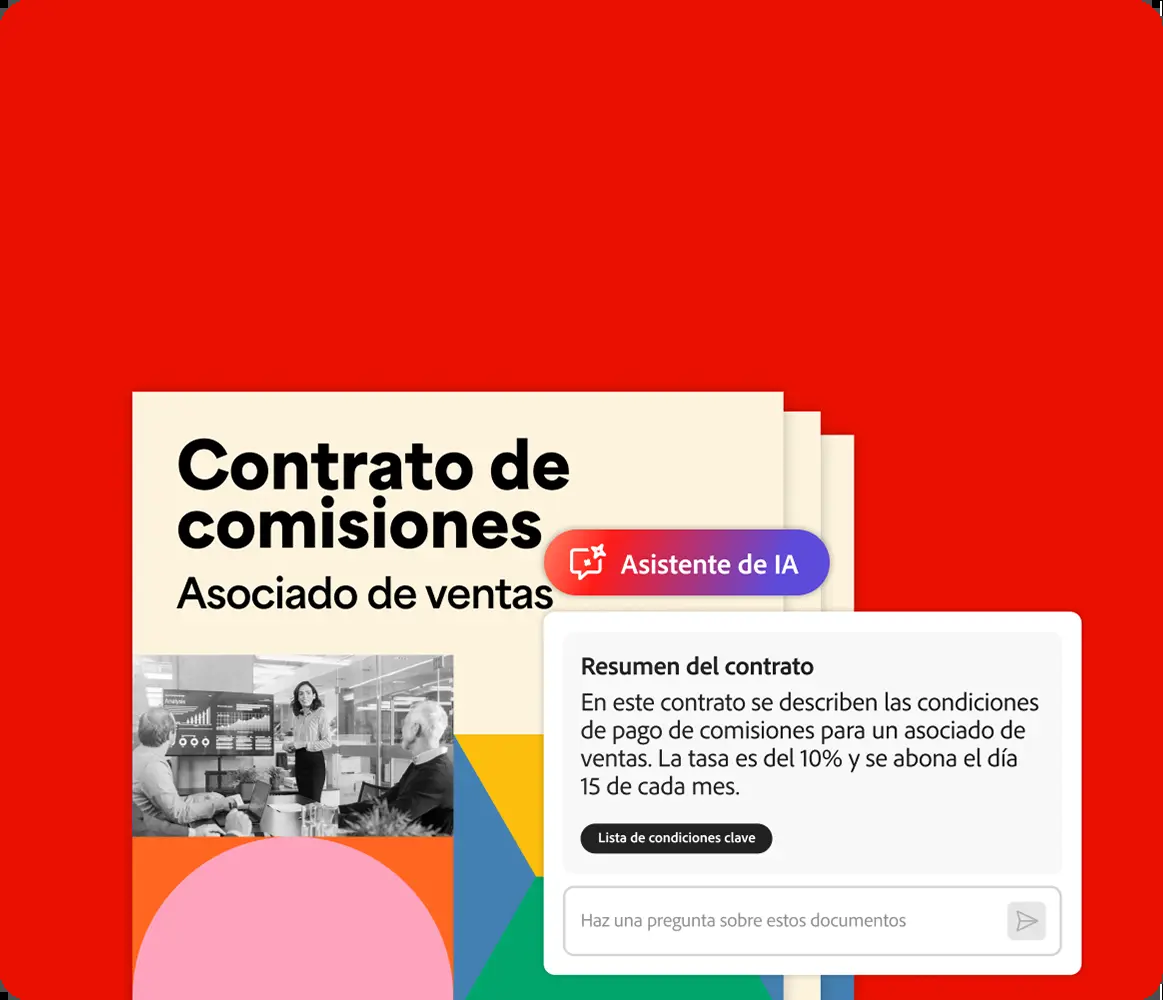 Contrato de
comisiones
Asociado de ventas
Asistente de IA
Analysis
Resumen del contrato
En este contrato se describen las condiciones
de pago de comisiones para un asociado de
ventas. La tasa es del 10% y se abona el día
15 de cada mes.
Lista de condiciones clave
Haz una pregunta sobre estos documentos